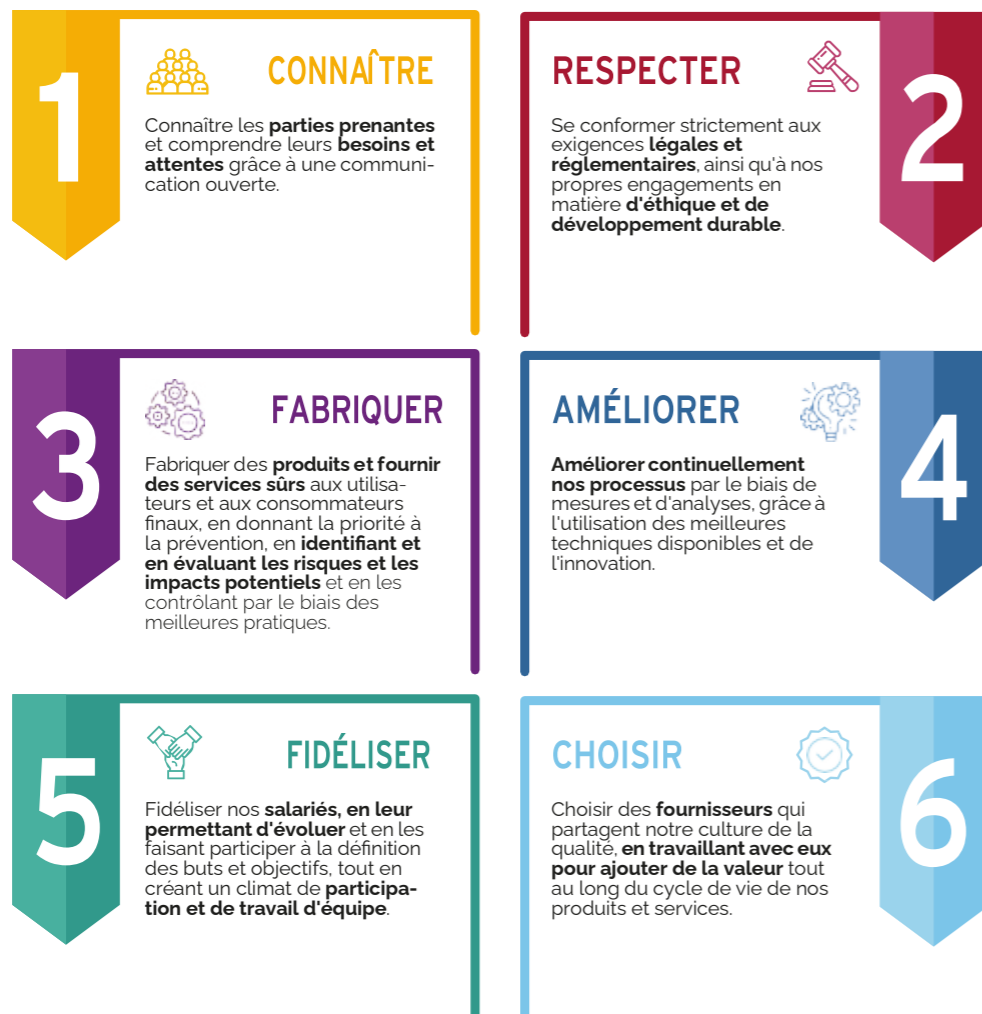 1
CONNAÎTRE
Connaître les parties prenantes
et comprendre leurs besoins et
attentes grâce à une communi-
cation ouverte.
RESPECTER
2
Se conformer strictement aux
exigences légales et
réglementaires, ainsi qu'à nos
propres engagements en
matière d'éthique et de
développement durable.
3
FABRIQUER
Fabriquer des produits et fournir
des services sûrs aux utilisa-
teurs et aux consommateurs
finaux, en donnant la priorité à
la prévention, en identifiant et
en évaluant les risques et les
impacts potentiels et en les
contrôlant par le biais des
meilleures pratiques.
AMÉLIORER
4
Améliorer continuellement
nos processus par le biais de
mesures et d'analyses, grâce à
l'utilisation des meilleures
techniques disponibles et de
l'innovation.
5
FIDÉLISER
Fidéliser nos salariés, en leur
permettant d'évoluer et en les
faisant participer à la définition
des buts et objectifs, tout en
créant un climat de participa-
tion et de travail d'équipe.
CHOISIR
6
Choisir des fournisseurs qui
partagent notre culture de la
qualité, en travaillant avec eux
pour ajouter de la valeur tout
au long du cycle de vie de nos
produits et services.